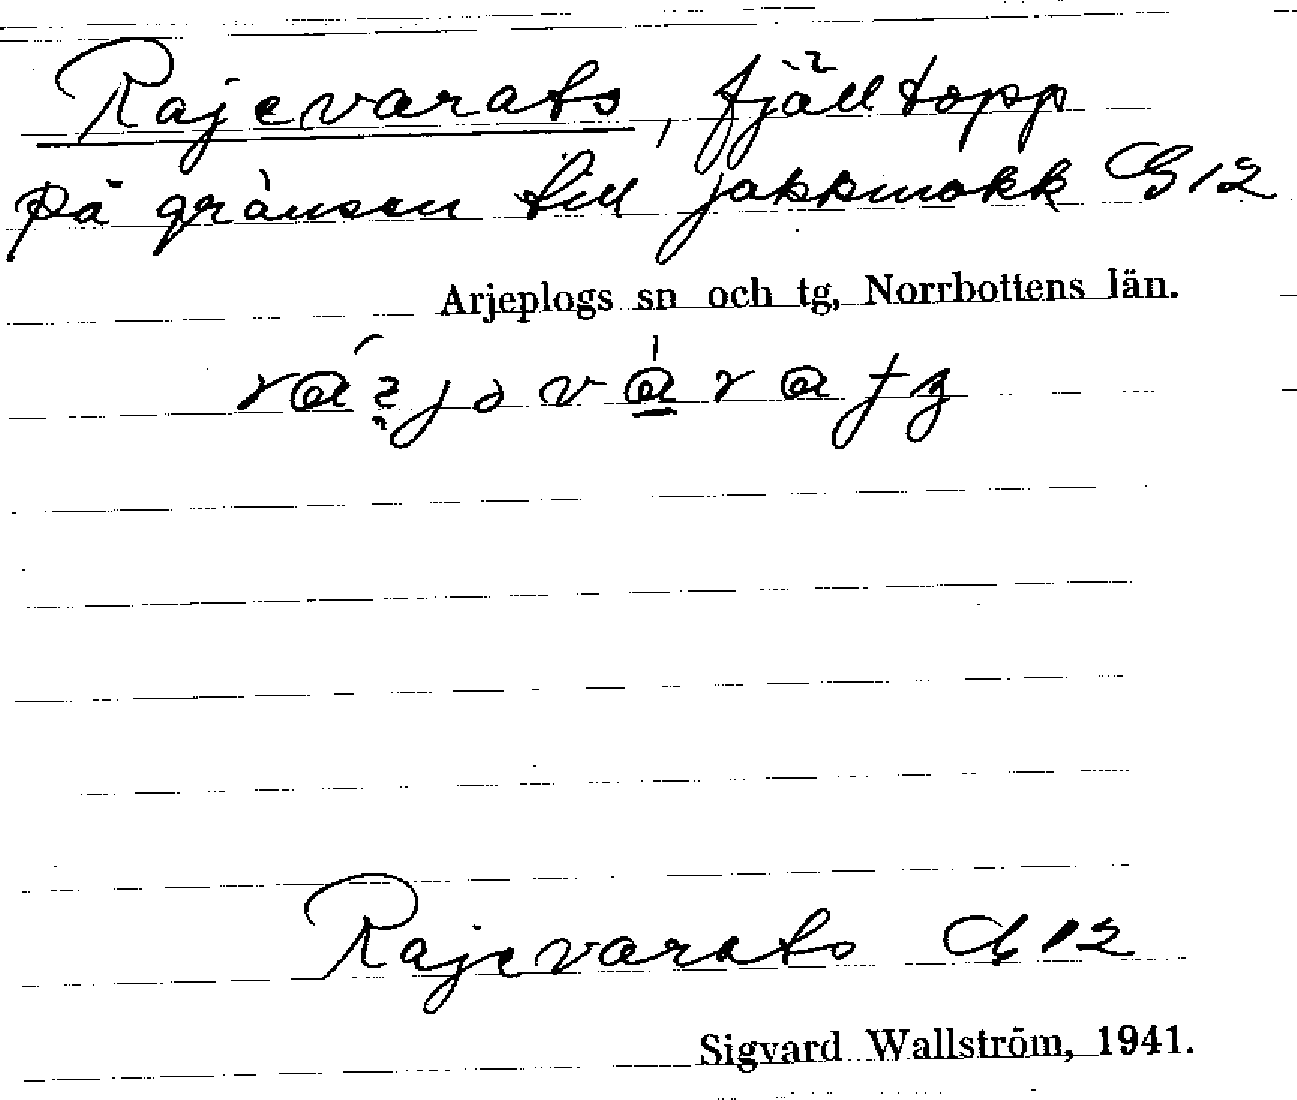 Rajevarats, fjälltopp
på gränsen till Jokkmokk G12
Arjeplogs sn och tg, Norrbottens län.
Rajevarats G12
Sigvard Wallström, 1941.